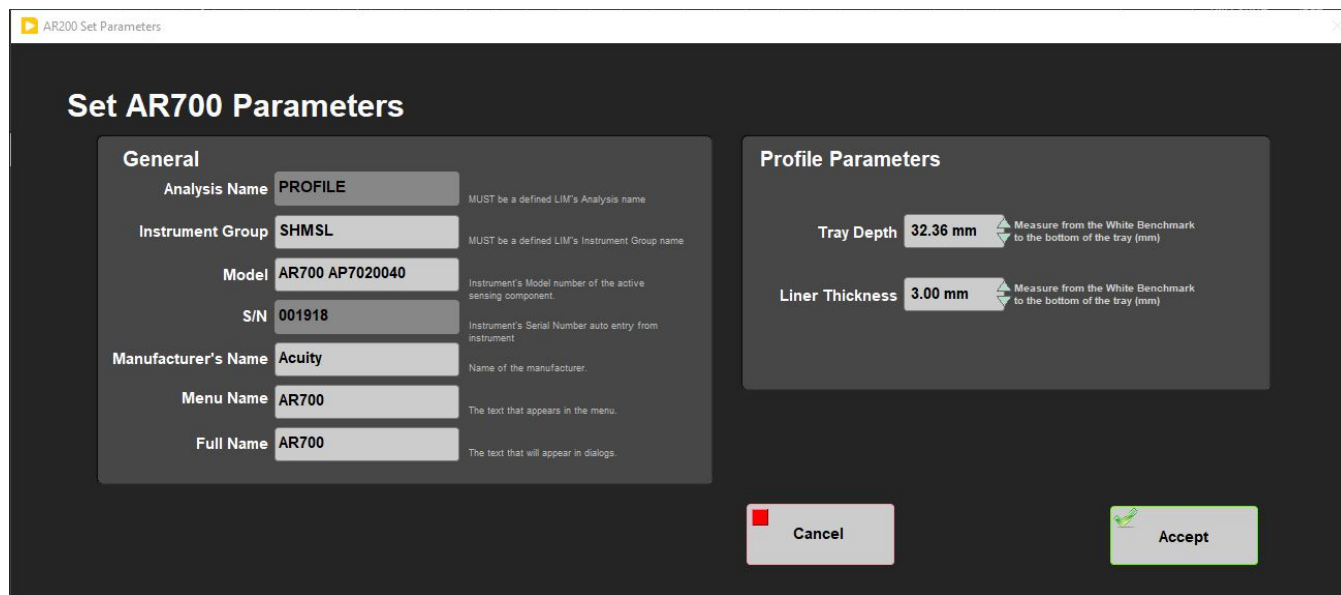 AR200 Set Parameters
Set AR700 Parameters
General
Analysis Name PROFILE MUST be a defined LIM's Analysis name
Instrument Group SHMSL MUST be a defined LIM's Instrument Group name
Model AR700 AP7020040 Instrument's Model number of the active
sensing component.
S/N 001918 Instrument's Serial Number auto entry from
instrument
Manufacturer's Name Acuity Name of the manufacturer.
Menu Name AR700 The text that appears in the menu.
Full Name AR700 The text that will appear in dialogs.
Profile Parameters
Tray Depth 32.36 mm Measure from the White Benchmark
to the bottom of the tray (mm)
Liner Thickness 3.00 mm Measure from the White Benchmark
to the bottom of the tray (mm)
Cancel
Accept